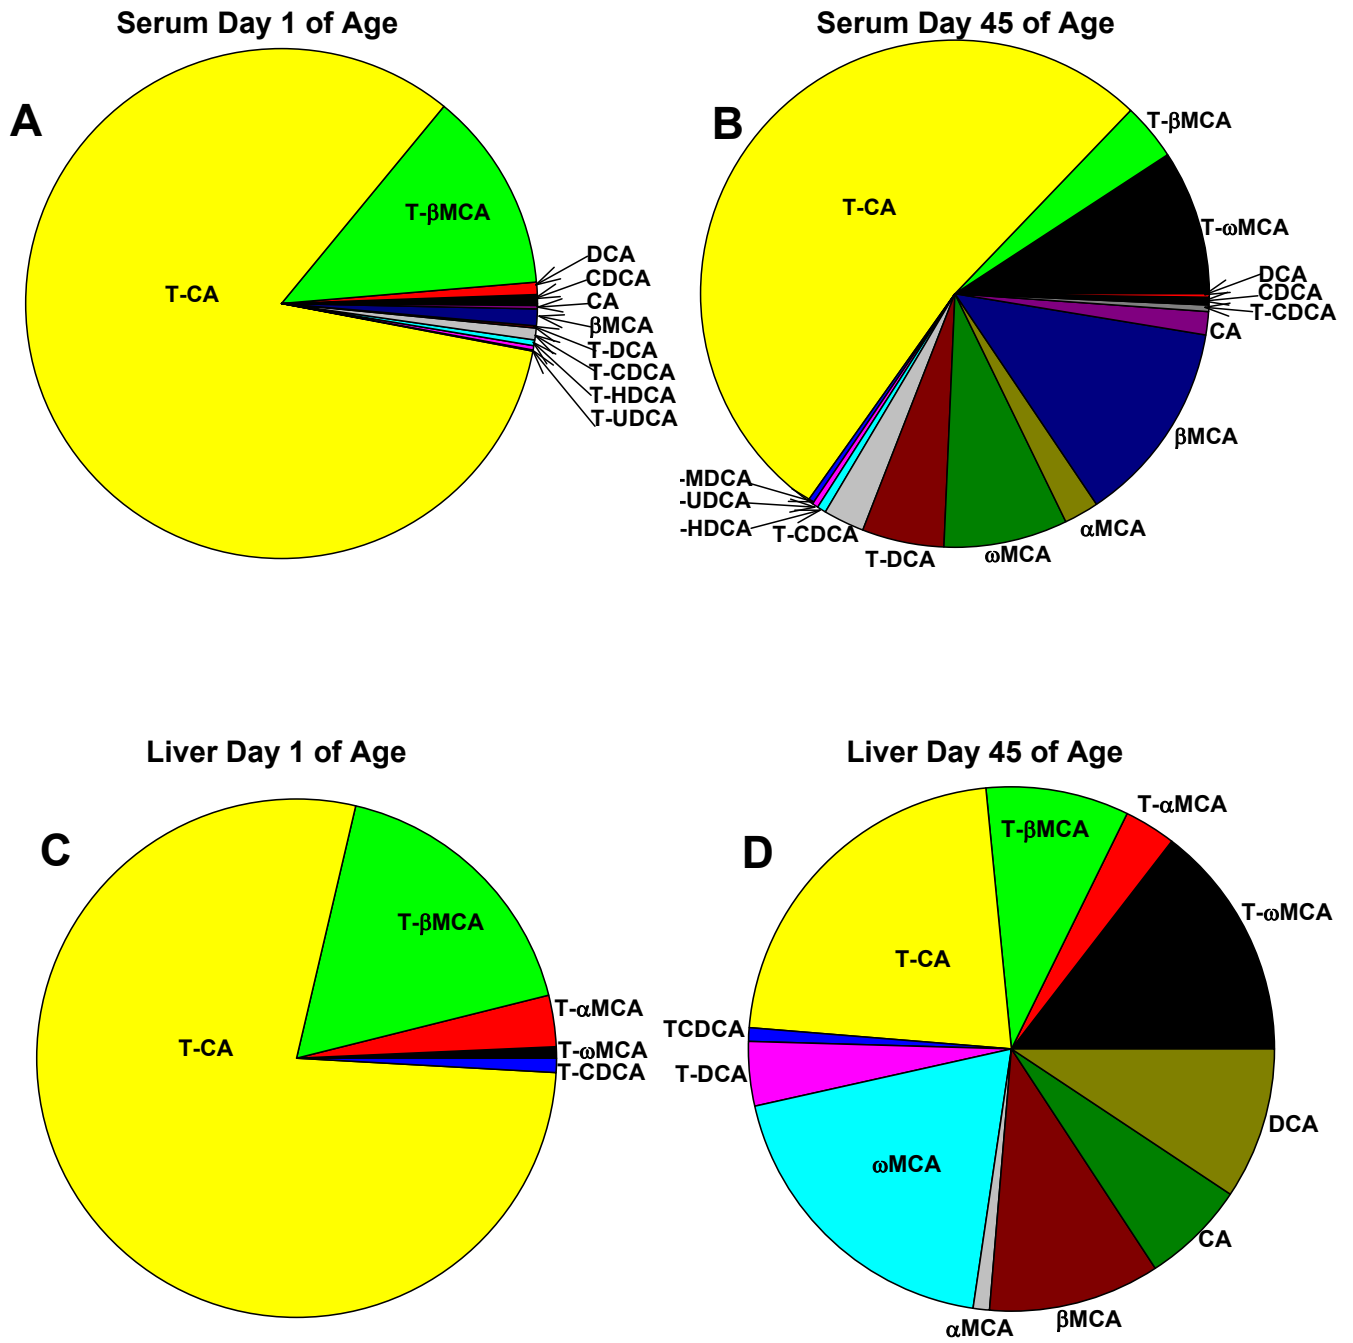 Serum Day 1 of Age
A
T-βMCA
T-CA
DCA
CDCA
CA
βMCA
T-DCA
T-CDCA
T-HDCA
T-UDCA
Serum Day 45 of Age
B
T-βMCA
T-CA
T-ωMCA
DCA
CDCA
T-CDCA
CA
βMCA
αMCA
ωMCA
T-DCA
T-CDCA
-HDCA
-UDCA
-MDCA
Liver Day 1 of Age
C
T-βMCA
T-CA
T-αMCA
T-ωMCA
T-CDCA
Liver Day 45 of Age
D
T-βMCA
T-αMCA
T-ωMCA
T-CA
TCDCA
T-DCA
ωMCA
DCA
CA
βMCA
αMCA